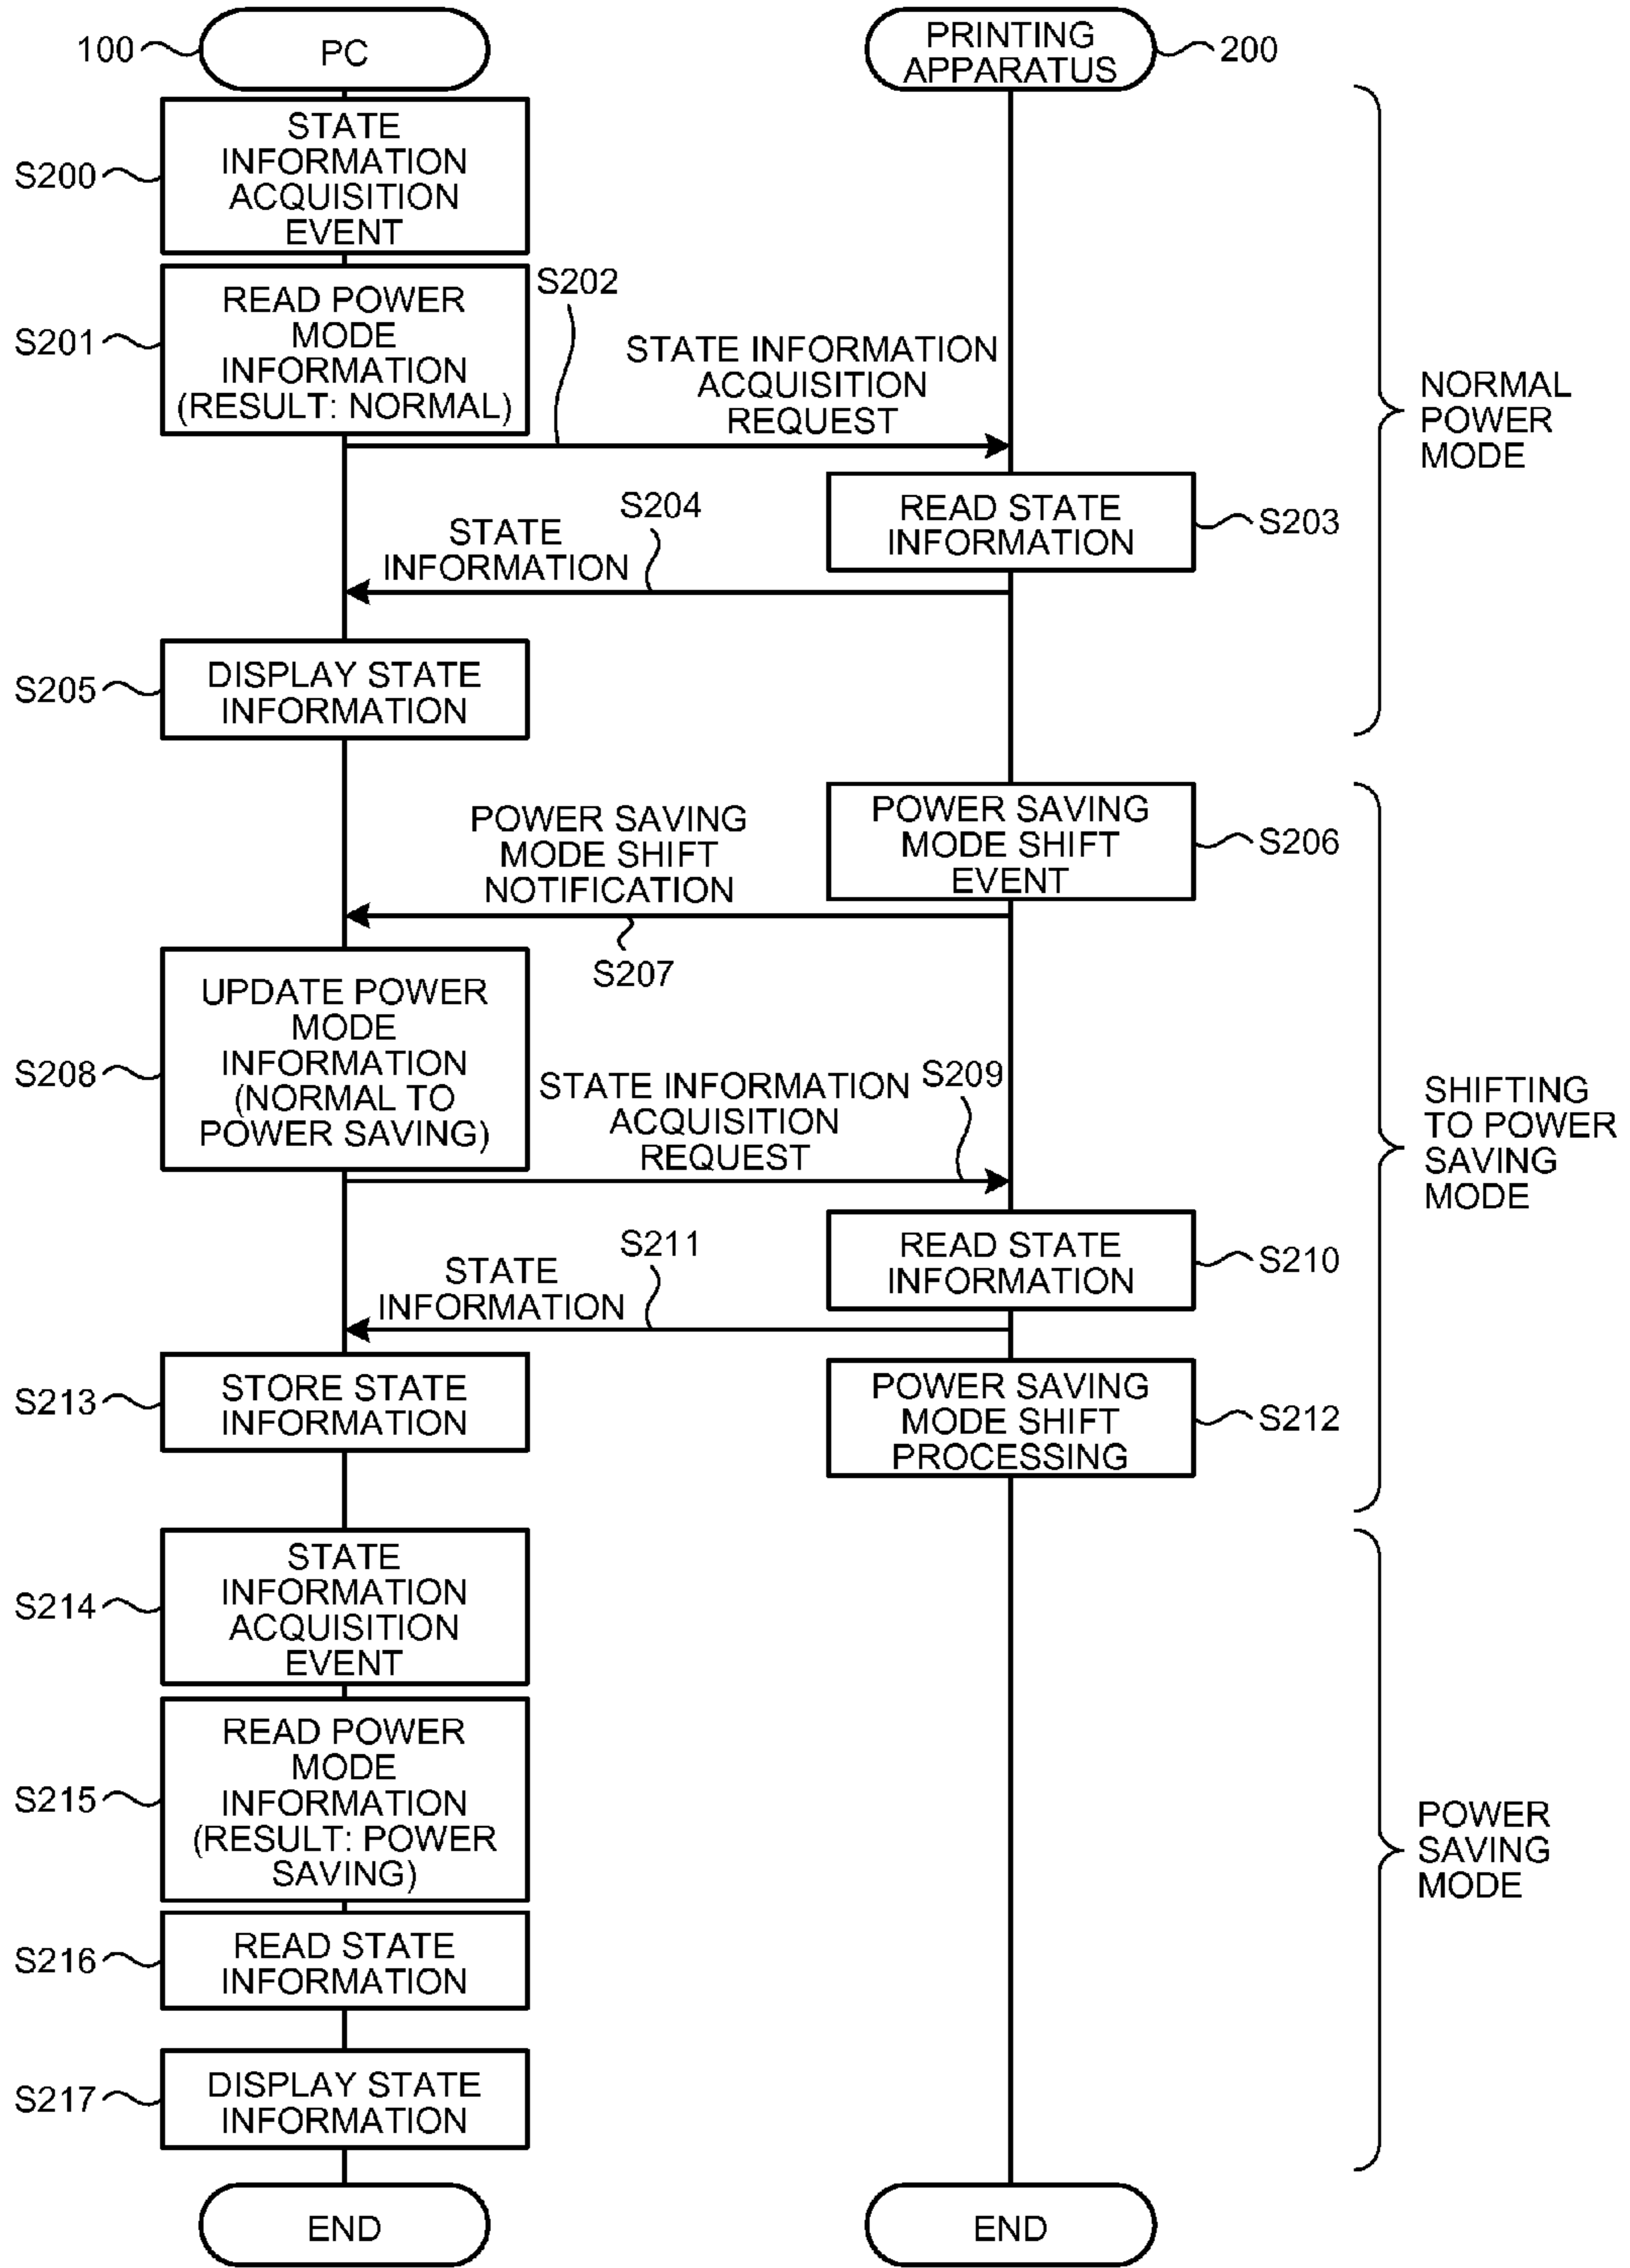 100
PC
PRINTING
APPARATUS
200
S200
STATE
INFORMATION
ACQUISITION
EVENT
S201
READ POWER
MODE
INFORMATION
(RESULT: NORMAL)
S202
STATE INFORMATION
ACQUISITION
REQUEST
NORMAL
POWER
MODE
READ STATE
INFORMATION
S203
S204
STATE
INFORMATION
S205
DISPLAY STATE
INFORMATION
POWER SAVING
MODE SHIFT
EVENT
S206
POWER SAVING
MODE SHIFT
NOTIFICATION
S207
S208
UPDATE POWER
MODE
INFORMATION
(NORMAL TO
POWER SAVING)
STATE INFORMATION
ACQUISITION
REQUEST
S209
SHIFTING
TO POWER
SAVING
MODE
READ STATE
INFORMATION
S210
S211
STATE
INFORMATION
S213
STORE STATE
INFORMATION
POWER SAVING
MODE SHIFT
PROCESSING
S212
S214
STATE
INFORMATION
ACQUISITION
EVENT
S215
READ POWER
MODE
INFORMATION
(RESULT: POWER
SAVING)
POWER
SAVING
MODE
S216
READ STATE
INFORMATION
S217
DISPLAY STATE
INFORMATION
END
END